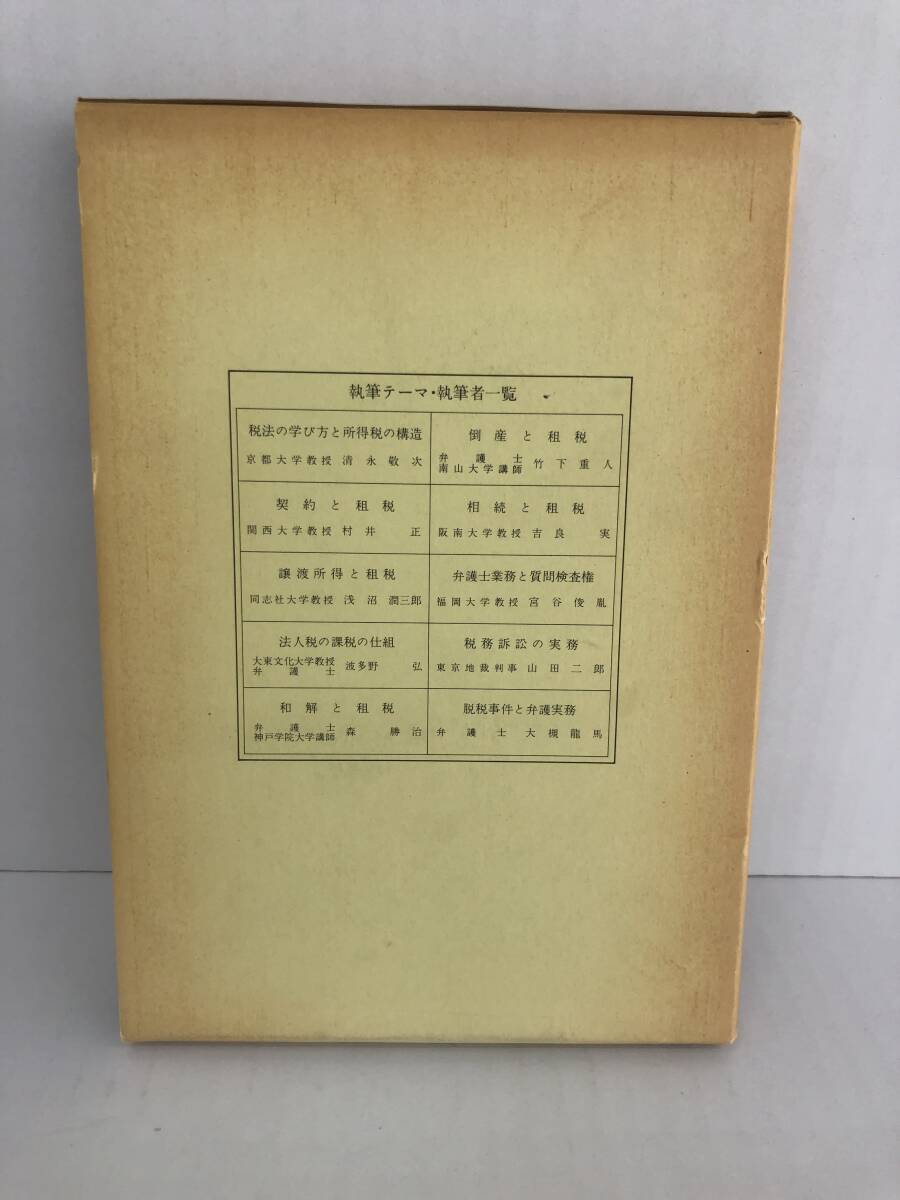 執筆テーマ・執筆者一覧
税法の学び方と所得税の構造
京都大学教授 清永敬次
倒産と租税
弁護士
南山大学講師 竹下重人
契約と租税
関西大学教授 村井正
相続と租税
阪南大学教授 吉良実
譲渡所得と租税
同志社大学教授 浅沼潤三郎
弁護士業務と質問検査権
福岡大学教授 宮谷俊胤
法人税の課税の仕組
大東文化大学教授
弁護士 波多野弘
税務訴訟の実務
東京地裁判事 山田二郎
和解と租税
弁護士
神戸学院大学講師 森勝治
脱税事件と弁護実務
弁護士 大槻龍馬